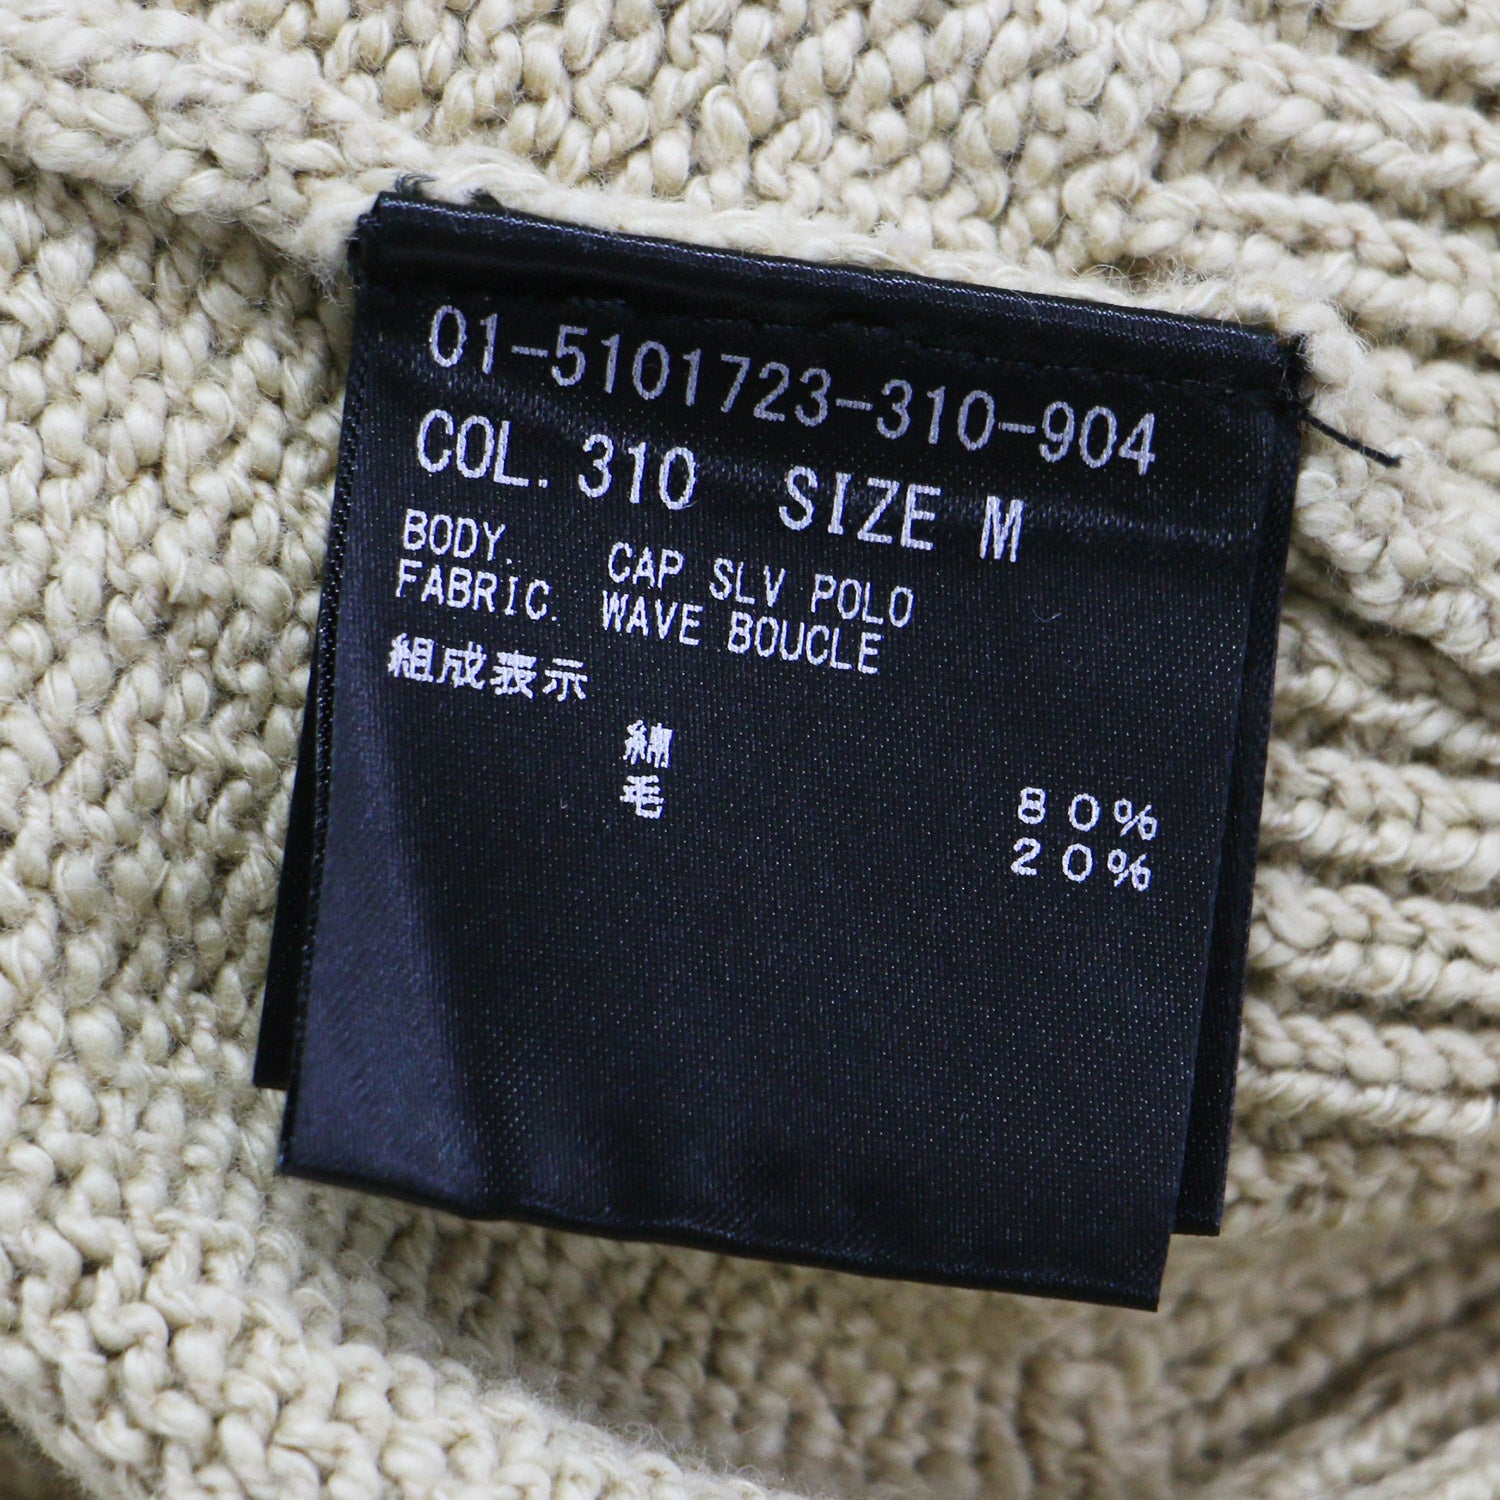 01-5101723-310-904
COL. 310 SIZE M
BODY. CAP SLV POLO
FABRIC. WAVE BOUCLE
組成表示
綿 80%
毛 20%